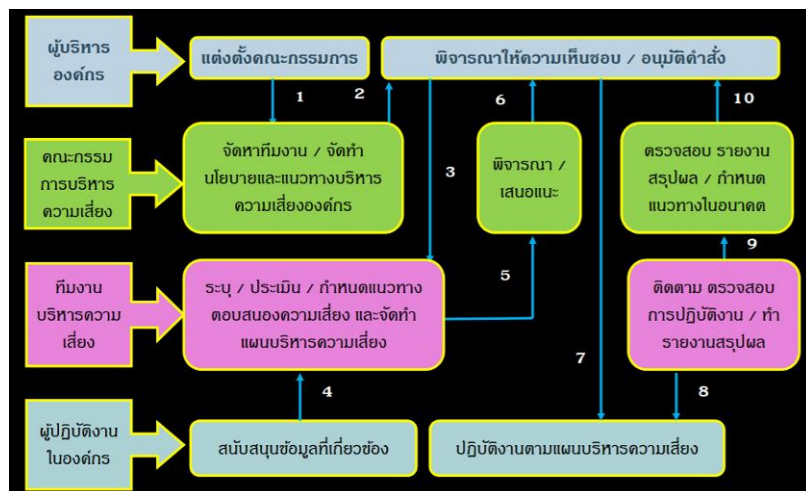 ผู้บริหาร
องค์กร
แต่งตั้งคณะกรรมการ
พิจารณาให้ความเห็นชอบ / อนุมัติคำสั่ง
1
2
6
10
คณะกรรม
การบริหาร
ความเสี่ยง
จัดหาทีมงาน / จัดทำ
นโยบายและแนวทางบริหาร
ความเสี่ยงองค์กร
3
พิจารณา /
เสนอแนะ
ตรวจสอบ รายงาน
สรุปผล / กำหนด
แนวทางในอนาคต
9
ทีมงาน
บริหารความ
เสี่ยง
ระบุ / ประเมิน / กำหนดแนวทาง
ตอบสนองความเสี่ยง และจัดทำ
แผนบริหารความเสี่ยง
5
ติดตาม ตรวจสอบ
การปฏิบัติงาน / ทำ
รายงานสรุปผล
7
4
8
ผู้ปฏิบัติงาน
ในองค์กร
สนับสนุนข้อมูลที่เกี่ยวข้อง
ปฏิบัติงานตามแผนบริหารความเสี่ยง